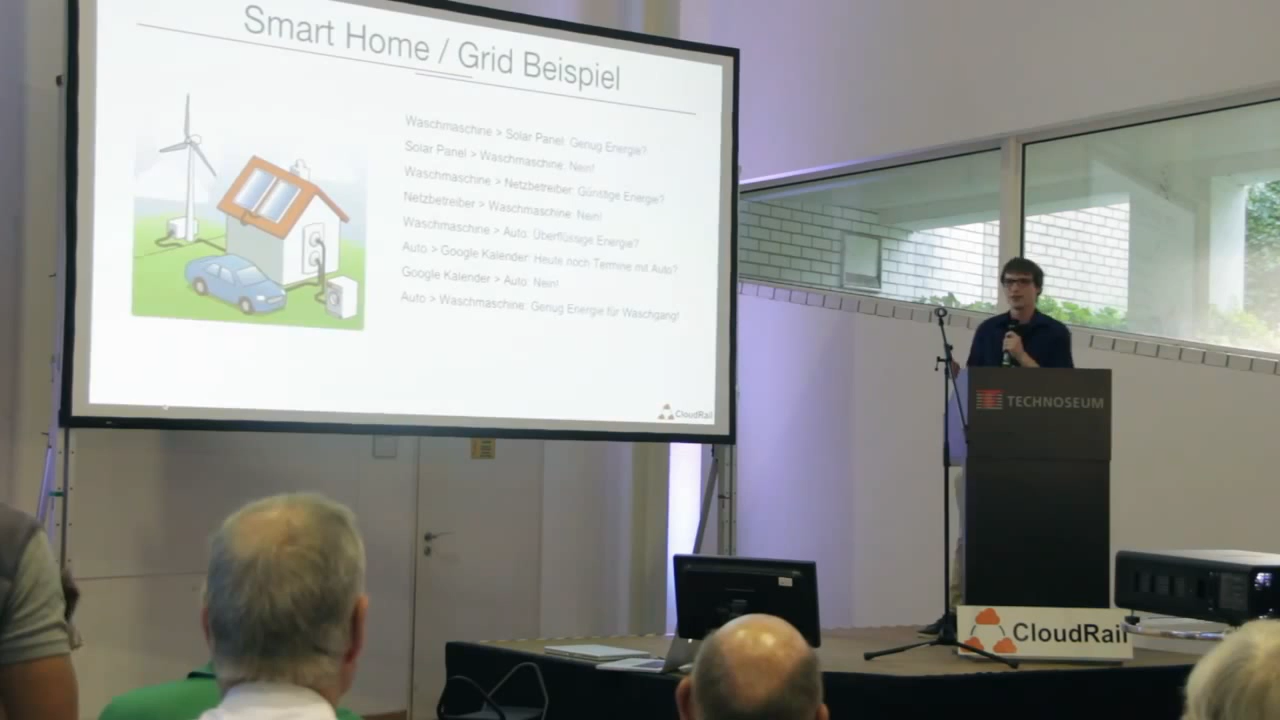 Smart Home / Grid Beispiel
Waschmaschine > Solar Panel: Genug Energie?
Solar Panel > Waschmaschine: Nein!
Waschmaschine > Netzbetreiber: Günstige Energie?
Netzbetreiber > Waschmaschine: Nein!
Waschmaschine > Auto: Überflüssige Energie?
Auto > Google Kalender: Heute noch Termine mit Auto?
Google Kalender > Auto: Nein!
Auto > Waschmaschine: Genug Energie für Waschgang!
CloudRail
TECHNOSEUM
CloudRail